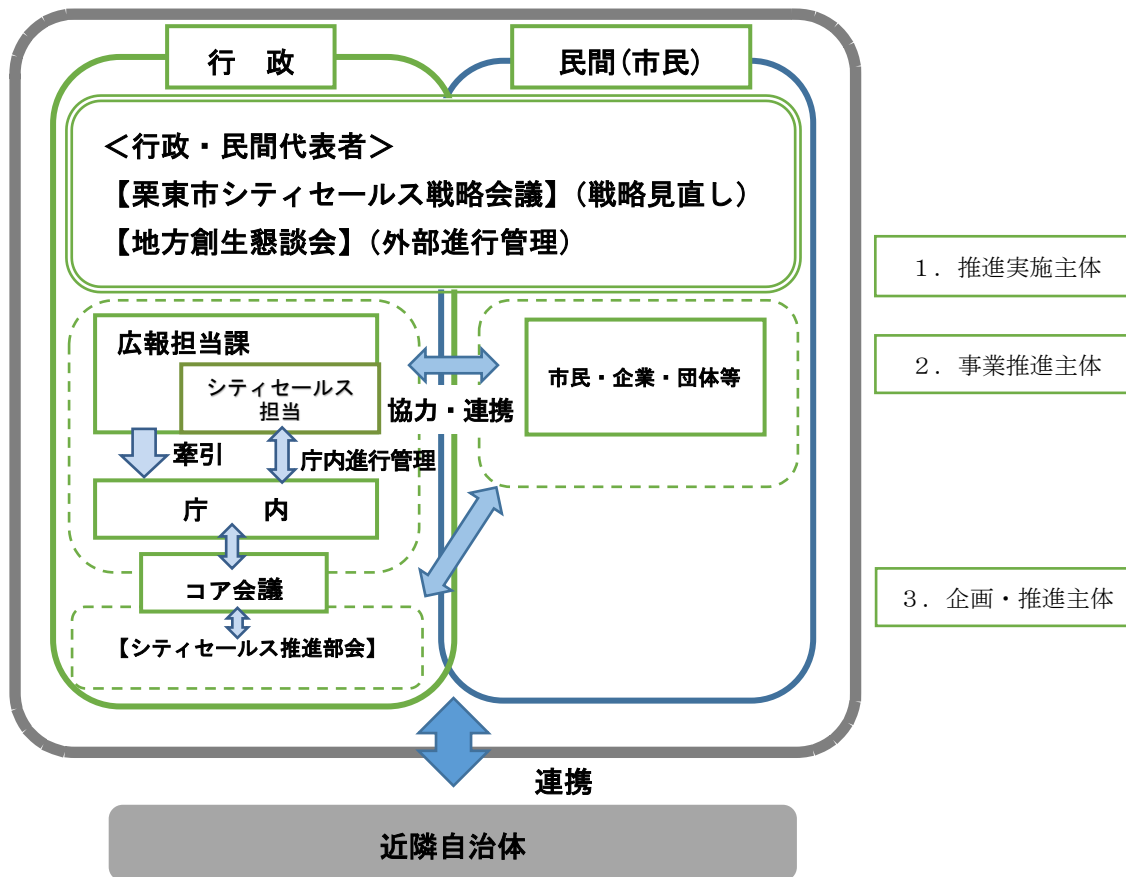 行　政
民間(市民)
＜行政・民間代表者＞
【栗東市シティセールス戦略会議】(戦略見直し)
【地方創生懇談会】(外部進行管理)
1．推進実施主体
広報担当課
2．事業推進主体
市民・企業・団体等
シティセールス
担当
協力・連携
牽引
庁内進行管理
庁　　内
コア会議
3．企画・推進主体
【シティセールス推進部会】
連携
近隣自治体